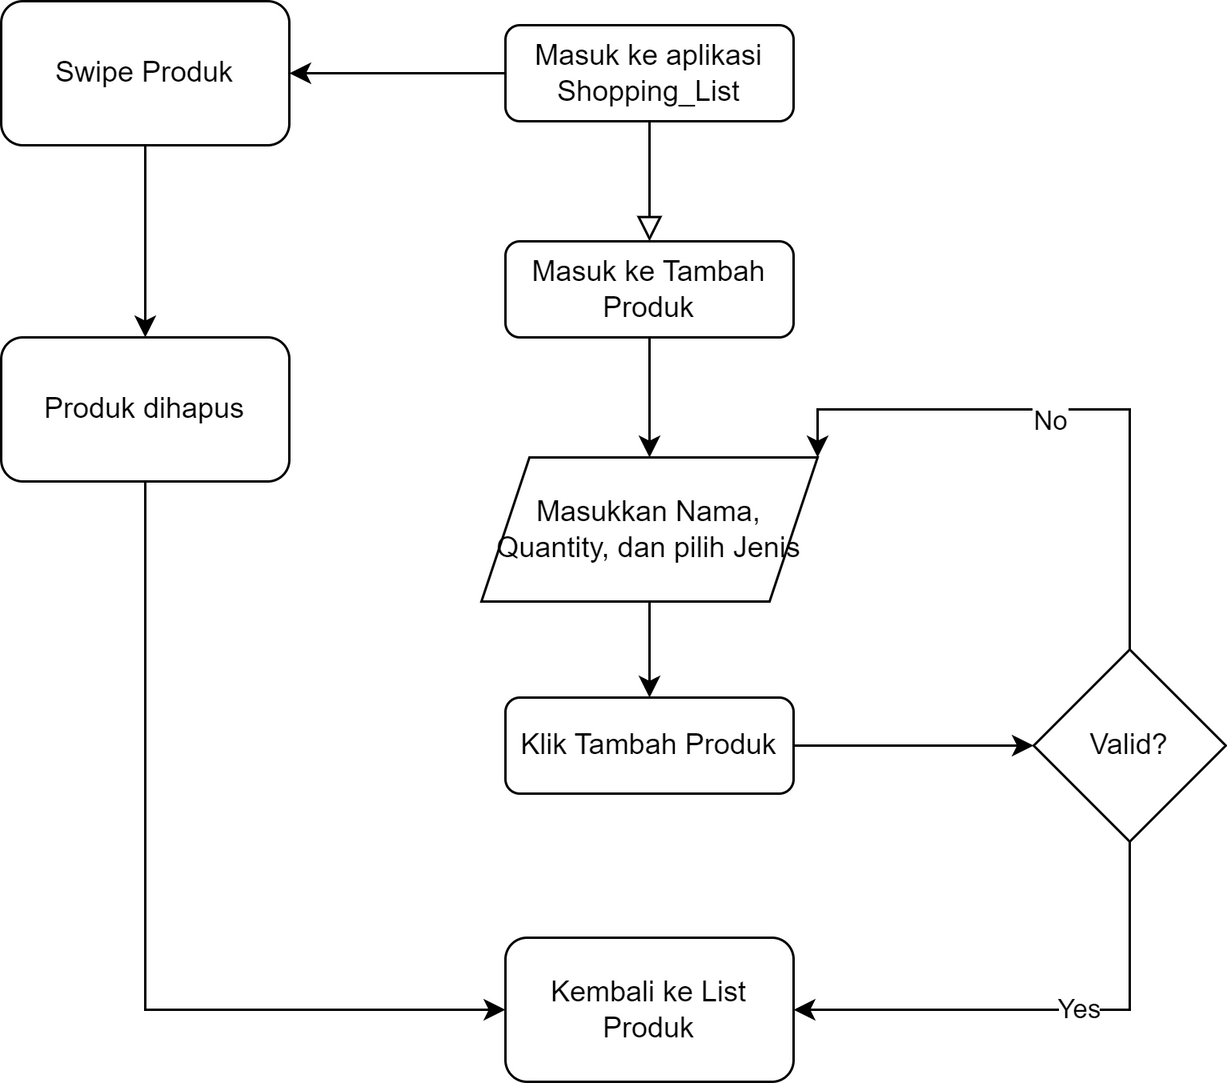 Swipe Produk
Masuk ke aplikasi
Shopping_List
Masuk ke Tambah
Produk
Produk dihapus
No
Masukkan Nama,
Quantity, dan pilih Jenis
Klik Tambah Produk
Valid?
Kembali ke List
Produk
Yes